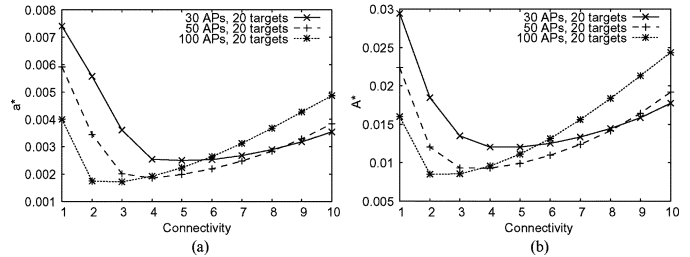 0.008
0.007
0.006
0.005
0.004
0.003
0.002
0.001
a*
30 APs, 20 targets
50 APs, 20 targets
100 APs, 20 targets
1 2 3 4 5 6 7 8 9 10
Connectivity
(a)
0.03
0.025
0.02
0.015
0.01
0.005
A*
30 APs, 20 targets
50 APs, 20 targets
100 APs, 20 targets
1 2 3 4 5 6 7 8 9 10
Connectivity
(b)